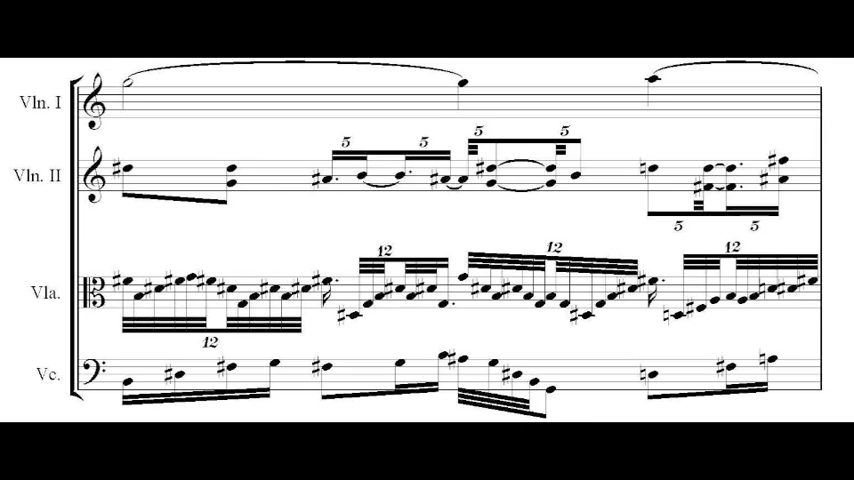 Vln. I
5 5 5 5
Vln. II
5 5
12 12 12
Vla.
12
Vc.